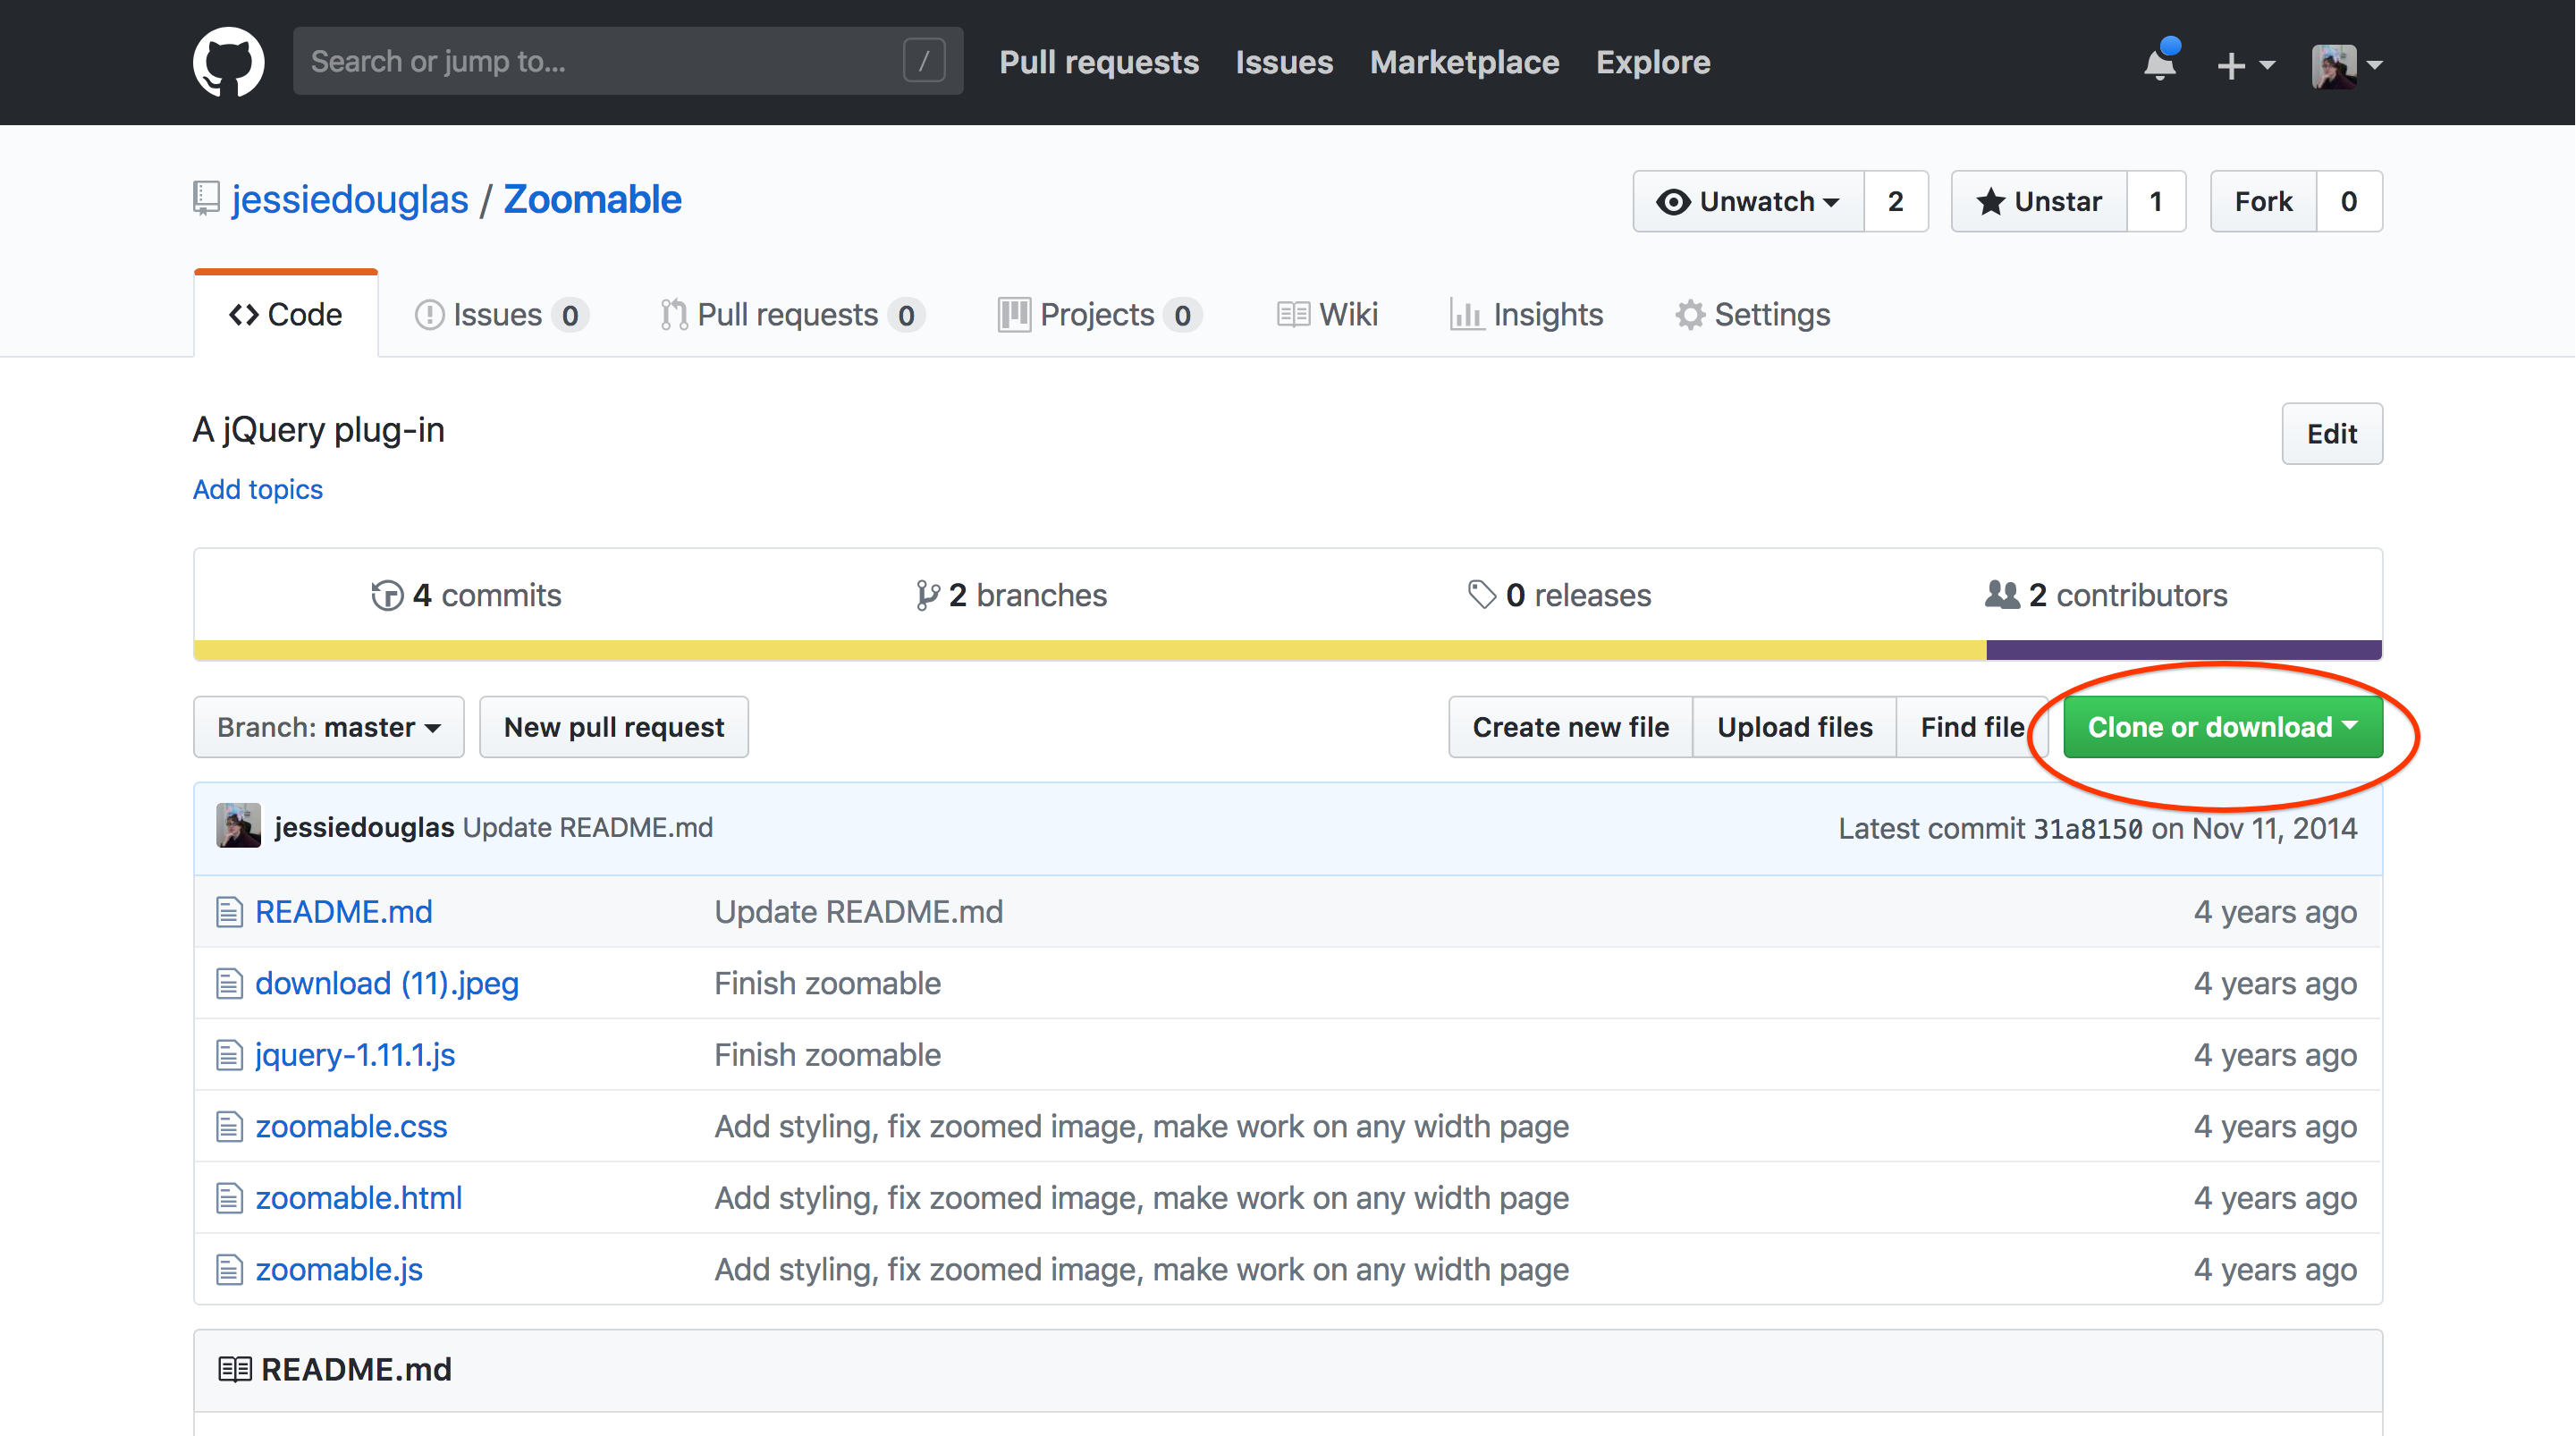 Search or jump to... / Pull requests Issues Marketplace Explore
jessiedouglas / Zoomable Unwatch 2 Unstar 1 Fork 0
Code Issues 0 Pull requests 0 Projects 0 Wiki Insights Settings
A jQuery plug-in Edit
Add topics
4 commits 2 branches 0 releases 2 contributors
Branch: master New pull request Create new file Upload files Find file Clone or download
jessiedouglas Update README.md Latest commit 31a8150 on Nov 11, 2014
README.md Update README.md 4 years ago
download (11).jpeg Finish zoomable 4 years ago
jquery-1.11.1.js Finish zoomable 4 years ago
zoomable.css Add styling, fix zoomed image, make work on any width page 4 years ago
zoomable.html Add styling, fix zoomed image, make work on any width page 4 years ago
zoomable.js Add styling, fix zoomed image, make work on any width page 4 years ago
README.md